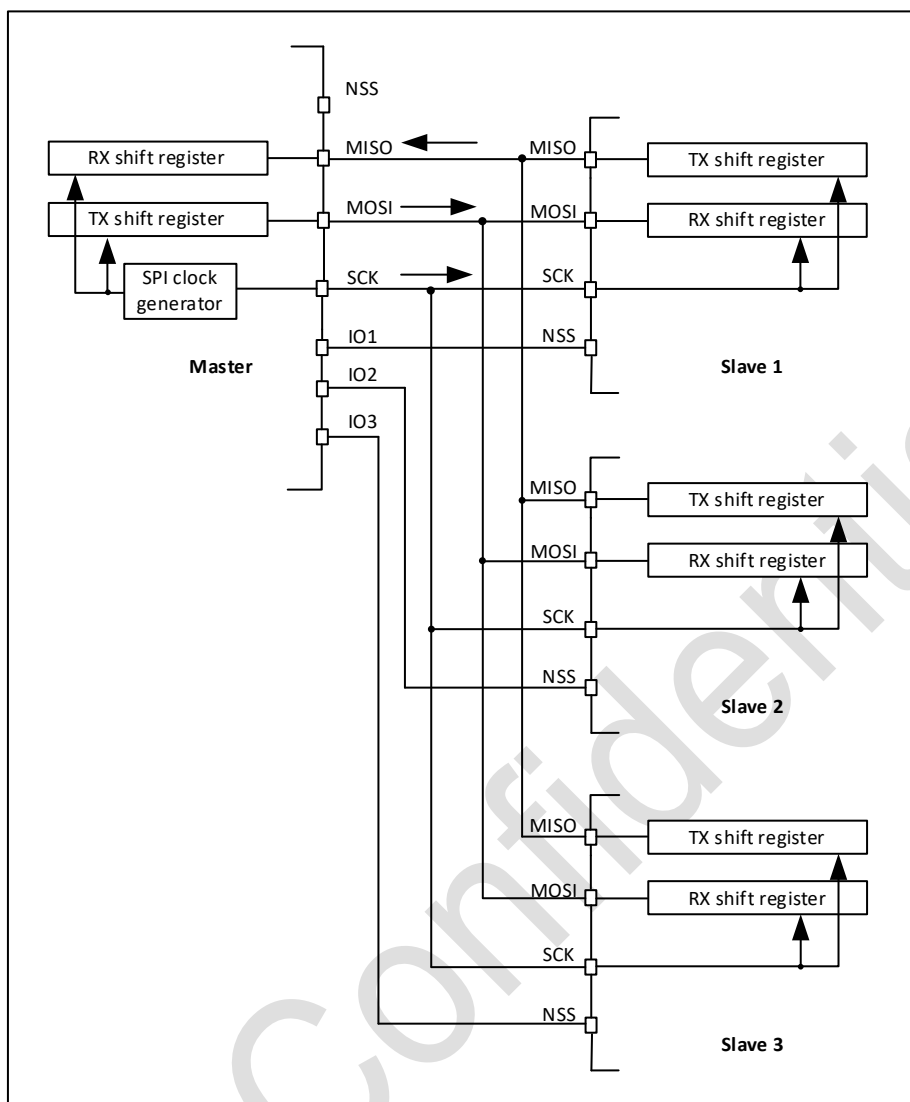 NSS
MISO
MISO
RX shift register
TX shift register
MOSI
MOSI
TX shift register
RX shift register
SCK
SCK
SPI clock
generator
IO1
NSS
Master
Slave 1
IO2
IO3
MISO
TX shift register
MOSI
RX shift register
SCK
NSS
Slave 2
MISO
TX shift register
MOSI
RX shift register
SCK
NSS
Slave 3
Confidential